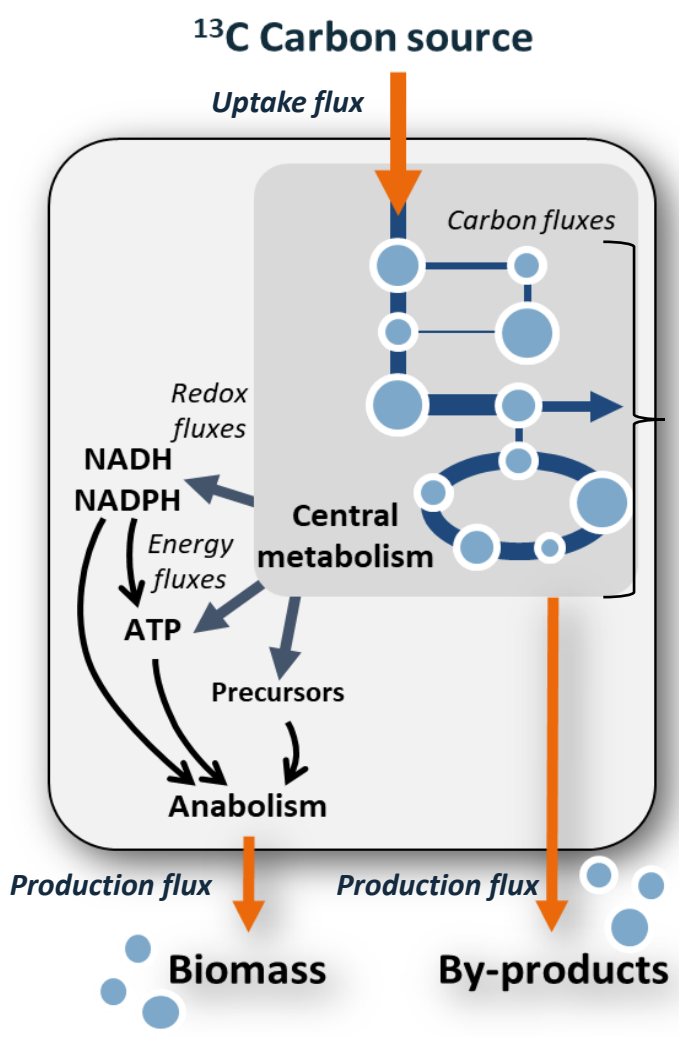 ¹³C Carbon source
Uptake flux
Carbon fluxes
Redox
fluxes
NADH
NADPH
Central
metabolism
Energy
fluxes
ATP
Precursors
Anabolism
Production flux
Production flux
Biomass
By-products